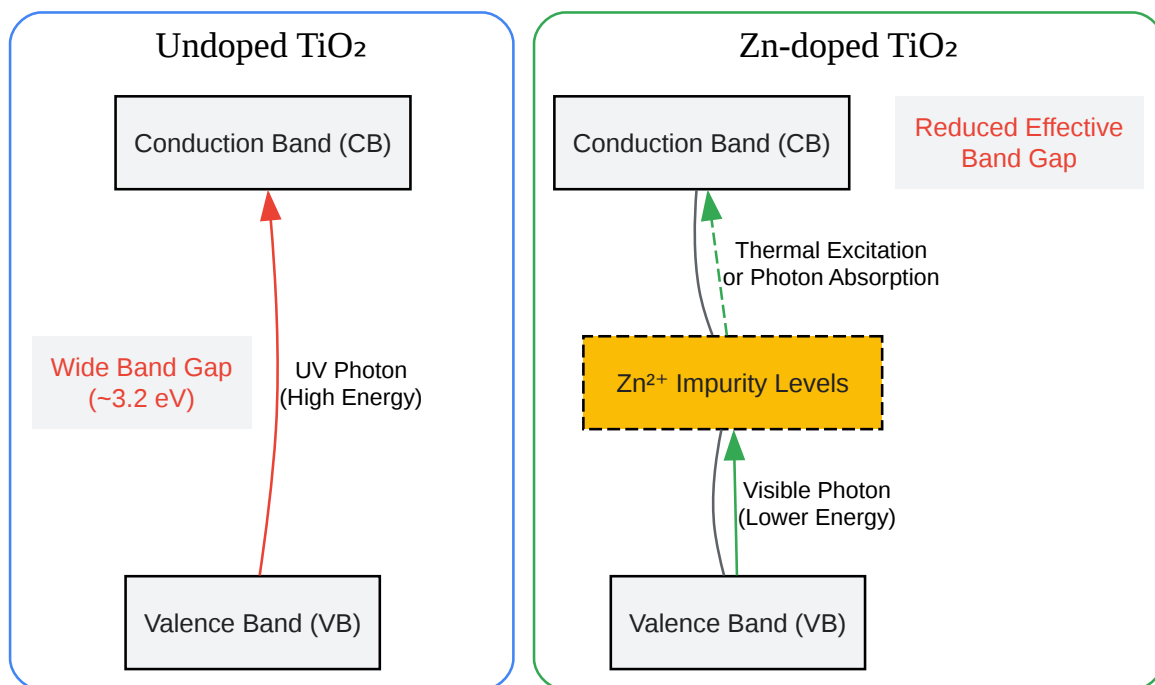 Undoped TiO₂
Conduction Band (CB)
Wide Band Gap
(~3.2 eV)
UV Photon
(High Energy)
Valence Band (VB)
Zn-doped TiO₂
Conduction Band (CB)
Reduced Effective
Band Gap
Thermal Excitation
or Photon Absorption
Zn²⁺ Impurity Levels
Visible Photon
(Lower Energy)
Valence Band (VB)